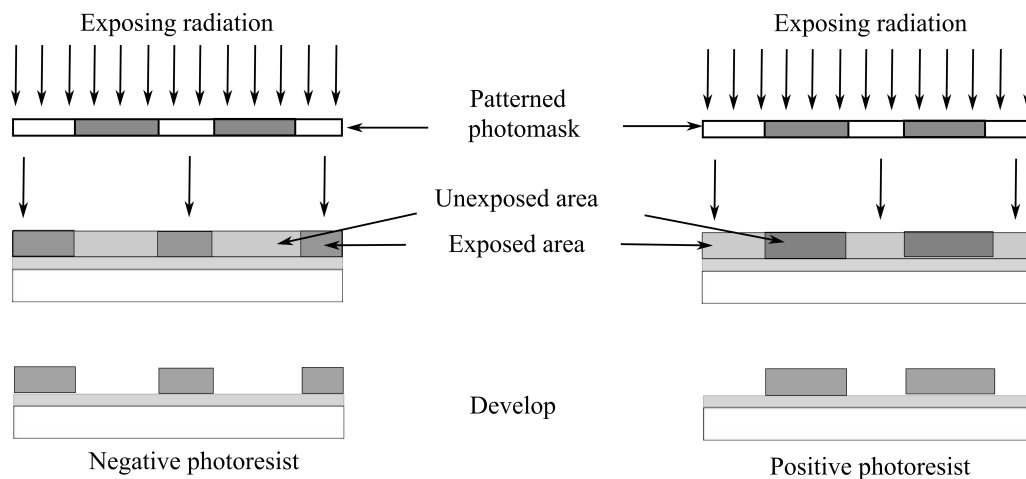 Exposing radiation
Exposing radiation
Patterned
photomask
Unexposed area
Exposed area
Develop
Negative photoresist
Positive photoresist